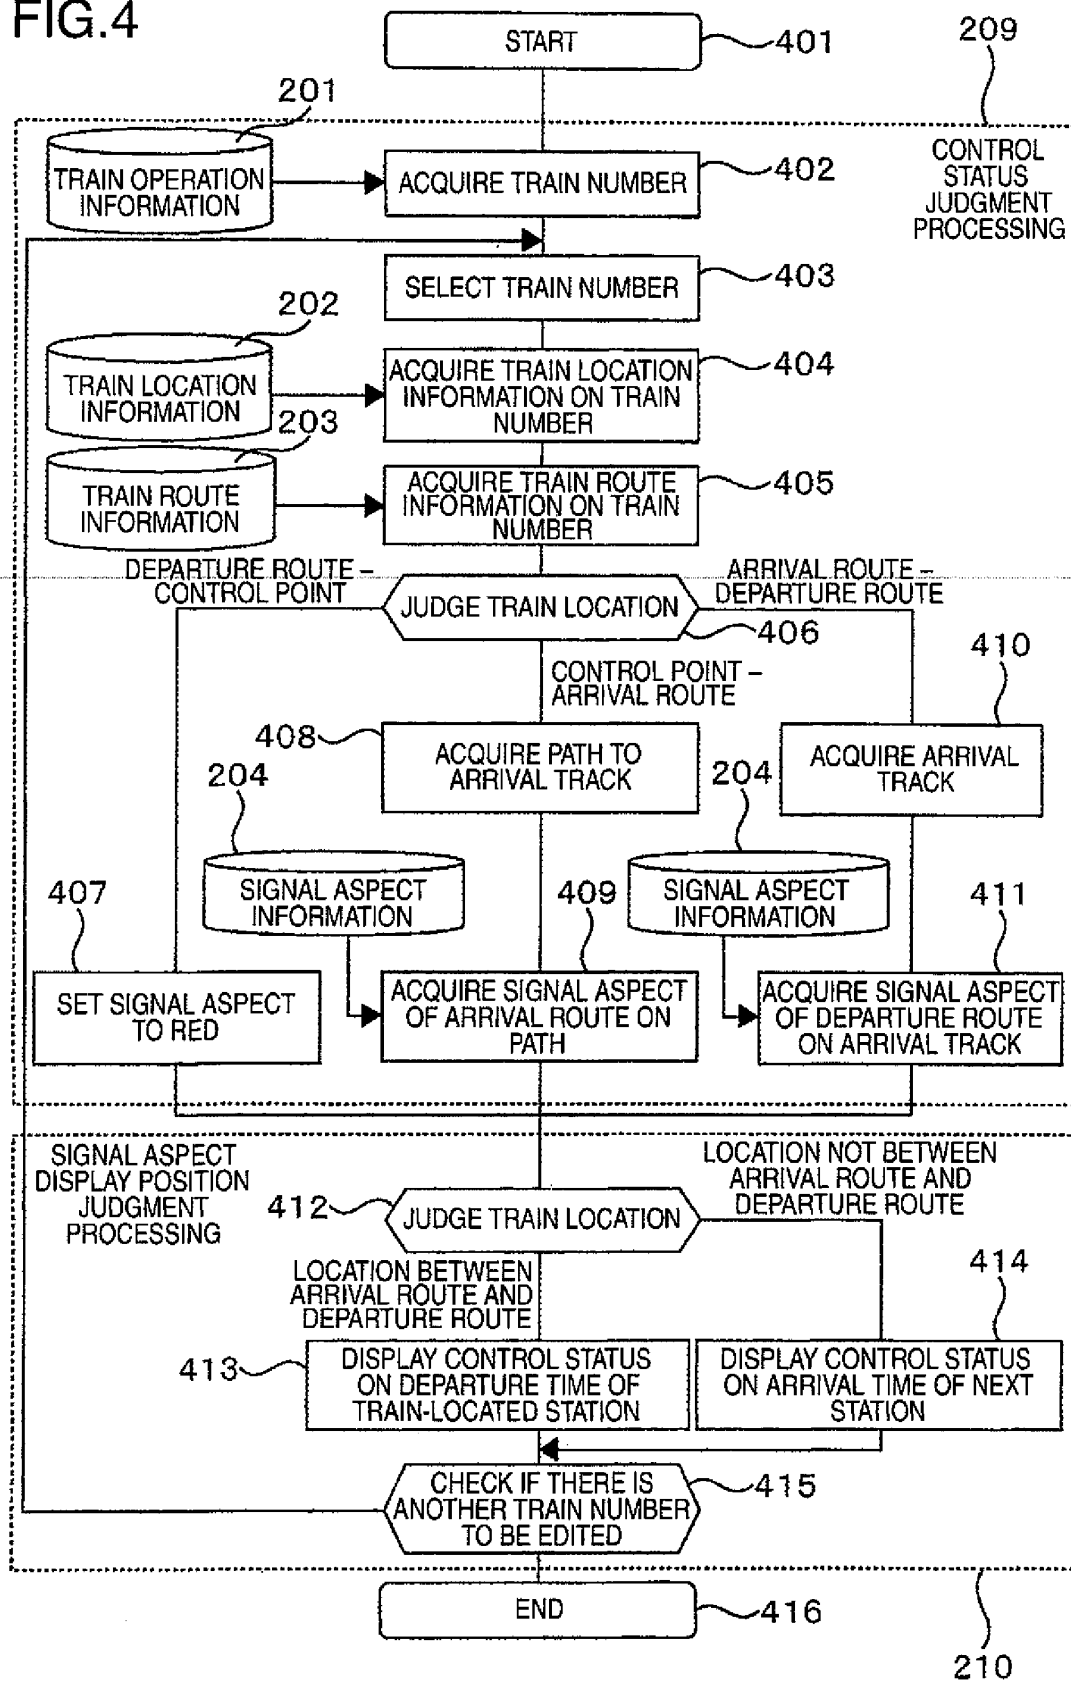 FIG.4
START
401
209
201
TRAIN OPERATION
INFORMATION
ACQUIRE TRAIN NUMBER
402
CONTROL
STATUS
JUDGMENT
PROCESSING
SELECT TRAIN NUMBER
403
202
TRAIN LOCATION
INFORMATION
ACQUIRE TRAIN LOCATION
INFORMATION ON TRAIN
NUMBER
404
203
TRAIN ROUTE
INFORMATION
ACQUIRE TRAIN ROUTE
INFORMATION ON TRAIN
NUMBER
405
DEPARTURE ROUTE –
CONTROL POINT
JUDGE TRAIN LOCATION
406
ARRIVAL ROUTE –
DEPARTURE ROUTE
CONTROL POINT –
ARRIVAL ROUTE
410
408
ACQUIRE PATH TO
ARRIVAL TRACK
ACQUIRE ARRIVAL
TRACK
204
SIGNAL ASPECT
INFORMATION
204
SIGNAL ASPECT
INFORMATION
407
SET SIGNAL ASPECT
TO RED
409
ACQUIRE SIGNAL ASPECT
OF ARRIVAL ROUTE ON
PATH
411
ACQUIRE SIGNAL ASPECT
OF DEPARTURE ROUTE
ON ARRIVAL TRACK
SIGNAL ASPECT
DISPLAY POSITION
JUDGMENT
PROCESSING
412
JUDGE TRAIN LOCATION
LOCATION NOT BETWEEN
ARRIVAL ROUTE AND
DEPARTURE ROUTE
LOCATION BETWEEN
ARRIVAL ROUTE AND
DEPARTURE ROUTE
414
413
DISPLAY CONTROL STATUS
ON DEPARTURE TIME OF
TRAIN-LOCATED STATION
DISPLAY CONTROL STATUS
ON ARRIVAL TIME OF NEXT
STATION
CHECK IF THERE IS
ANOTHER TRAIN NUMBER
TO BE EDITED
415
END
416
210